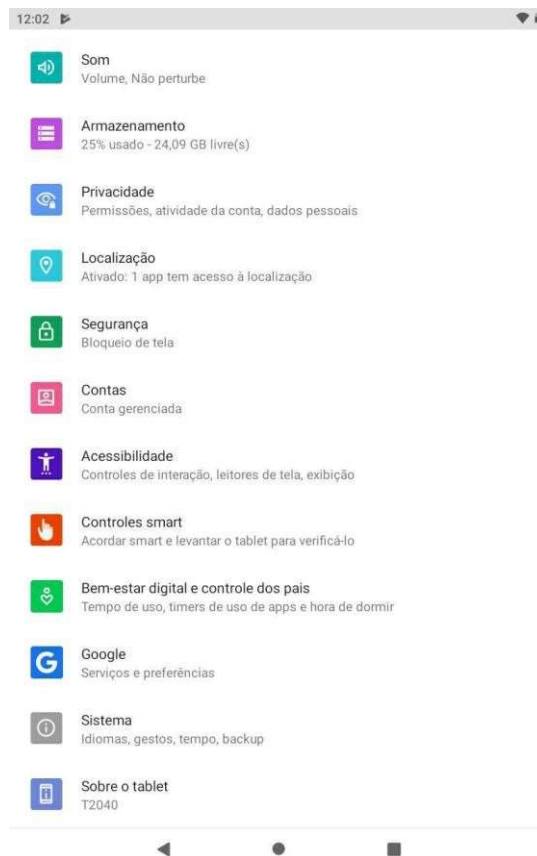 12:02
Som
Volume, Não perturbe
Armazenamento
25% usado - 24,09 GB livre(s)
Privacidade
Permissões, atividade da conta, dados pessoais
Localização
Ativado: 1 app tem acesso à localização
Segurança
Bloqueio de tela
Contas
Conta gerenciada
Acessibilidade
Controles de interação, leitores de tela, exibição
Controles smart
Acordar smart e levantar o tablet para verificá-lo
Bem-estar digital e controle dos pais
Tempo de uso, timers de uso de apps e hora de dormir
Google
Serviços e preferências
Sistema
Idiomas, gestos, tempo, backup
Sobre o tablet
T2040